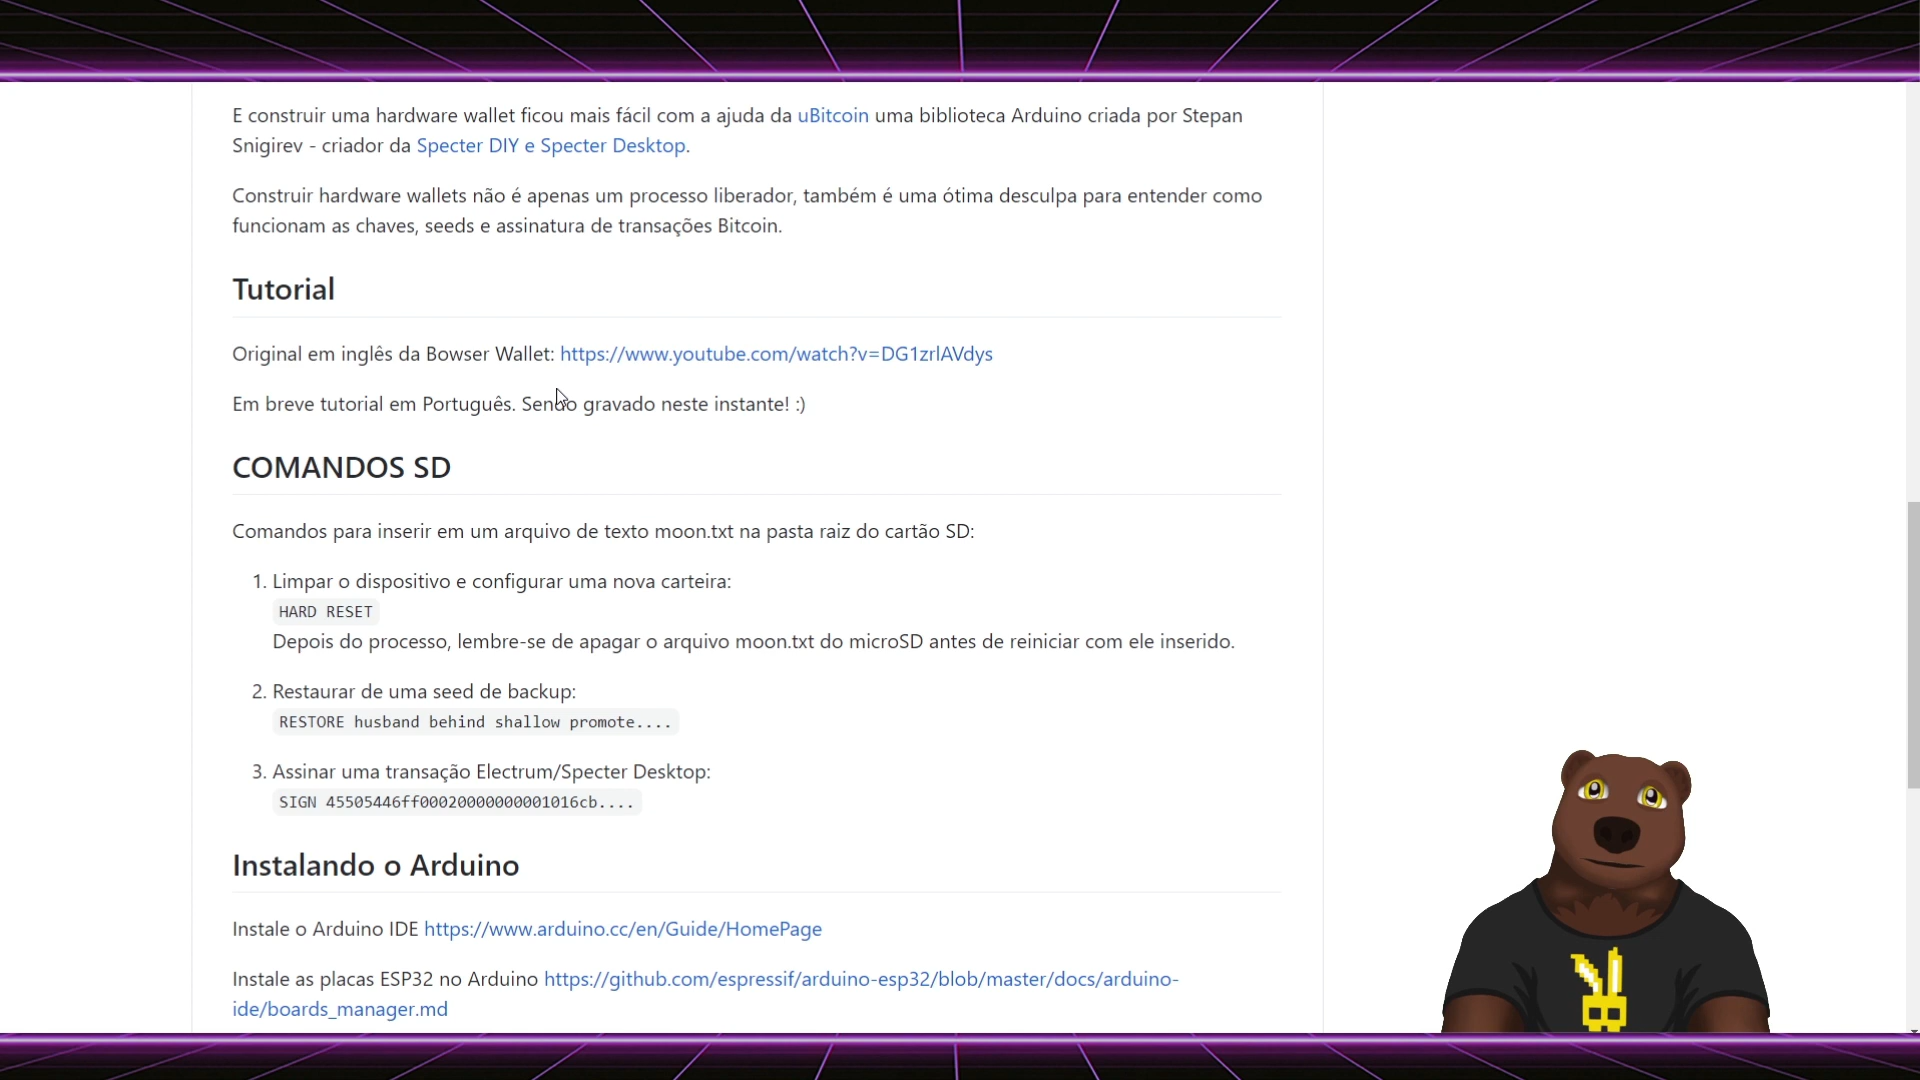 E construir uma hardware wallet ficou mais fácil com a ajuda da uBitcoin uma biblioteca Arduino criada por Stepan
Snigirev - criador da Specter DIY e Specter Desktop.
Construir hardware wallets não é apenas um processo liberador, também é uma ótima desculpa para entender como
funcionam as chaves, seeds e assinatura de transações Bitcoin.
Tutorial
Original em inglês da Bowser Wallet: https://www.youtube.com/watch?v=DG1zrlAVdys
Em breve tutorial em Português. Sendo gravado neste instante! :)
COMANDOS SD
Comandos para inserir em um arquivo de texto moon.txt na pasta raiz do cartão SD:
1. Limpar o dispositivo e configurar uma nova carteira:
HARD RESET
Depois do processo, lembre-se de apagar o arquivo moon.txt do microSD antes de reiniciar com ele inserido.
2. Restaurar de uma seed de backup:
RESTORE husband behind shallow promote....
3. Assinar uma transação Electrum/Specter Desktop:
SIGN 45505446ff00020000000001016cb....
Instalando o Arduino
Instale o Arduino IDE https://www.arduino.cc/en/Guide/HomePage
Instale as placas ESP32 no Arduino https://github.com/espressif/arduino-esp32/blob/master/docs/arduino-
ide/boards_manager.md